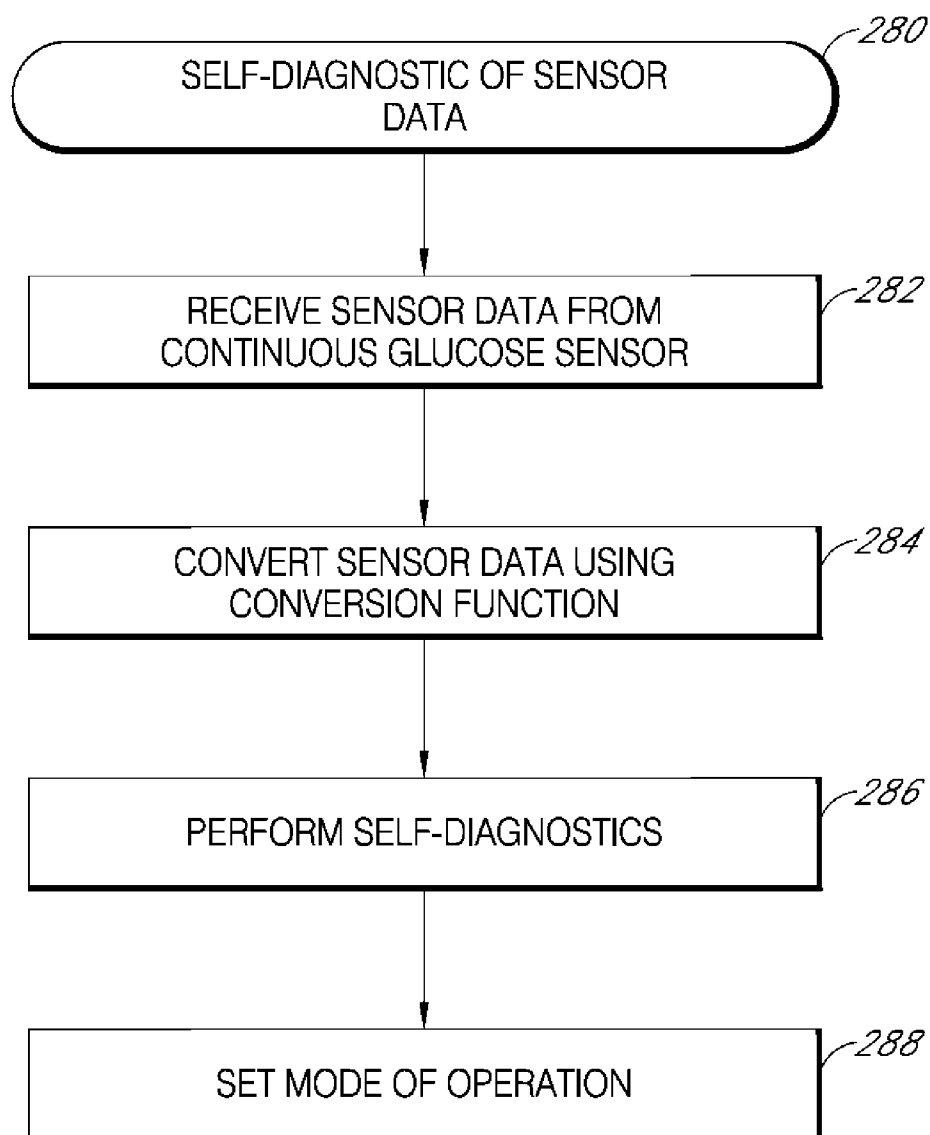 280
SELF-DIAGNOSTIC OF SENSOR
DATA
282
RECEIVE SENSOR DATA FROM
CONTINUOUS GLUCOSE SENSOR
284
CONVERT SENSOR DATA USING
CONVERSION FUNCTION
286
PERFORM SELF-DIAGNOSTICS
288
SET MODE OF OPERATION